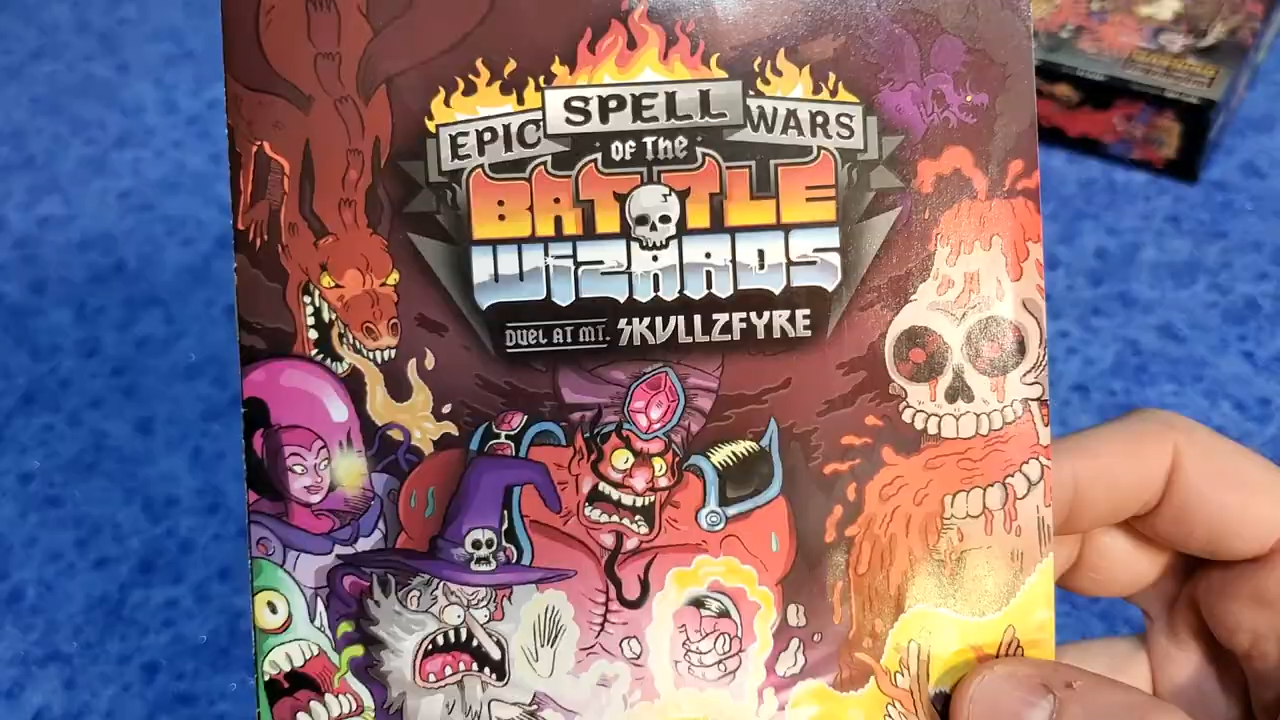 EPIC SPELL WARS
OF THE
BATTLE
WIZARDS
DUEL AT MT. SKULLZFYRE